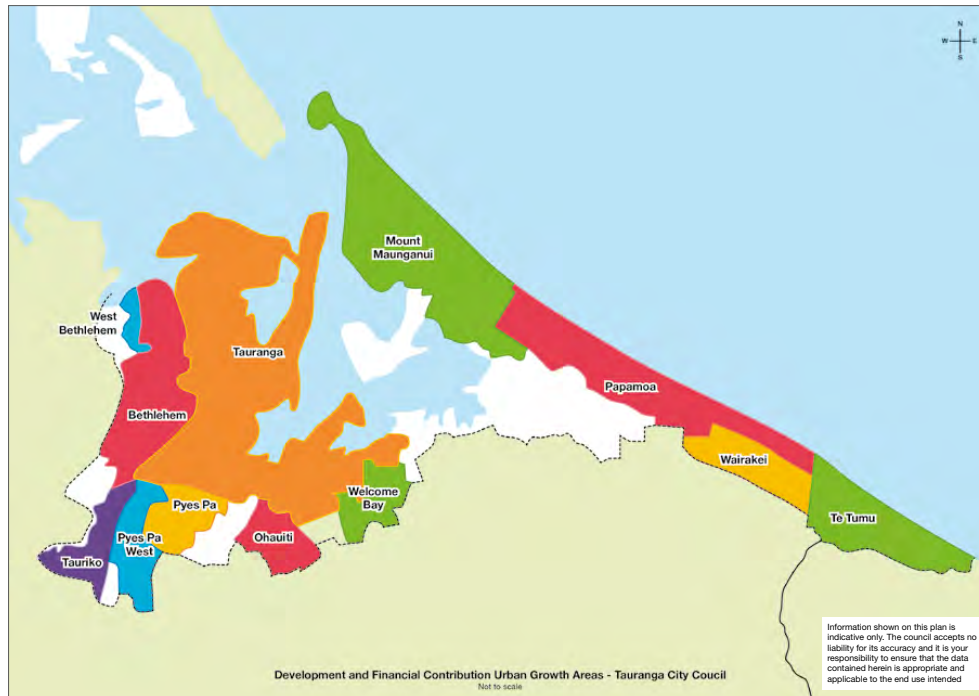 N
W E
S
Mount
Maunganui
West
Bethlehem
Tauranga
Papamoa
Bethlehem
Wairakei
Welcome
Bay
Pyes Pa
Te Tumu
Pyes Pa
West
Ohauiti
Tauriko
Information shown on this plan is
indicative only. The council accepts no
liability for its accuracy and it is your
responsibility to ensure that the data
contained herein is appropriate and
applicable to the end use intended
Development and Financial Contribution Urban Growth Areas - Tauranga City Coucil
Not to scale